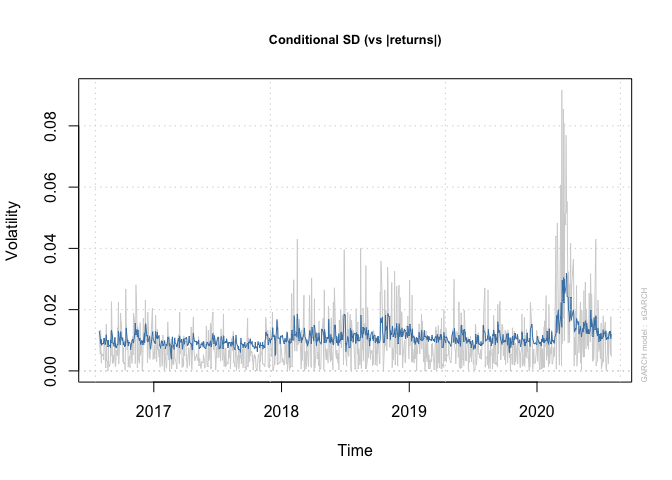 Conditional SD (vs |returns|)
Volatility
0.08
0.06
0.04
0.02
0.00
2017 2018 2019 2020
Time
GARCH model : sGARCH